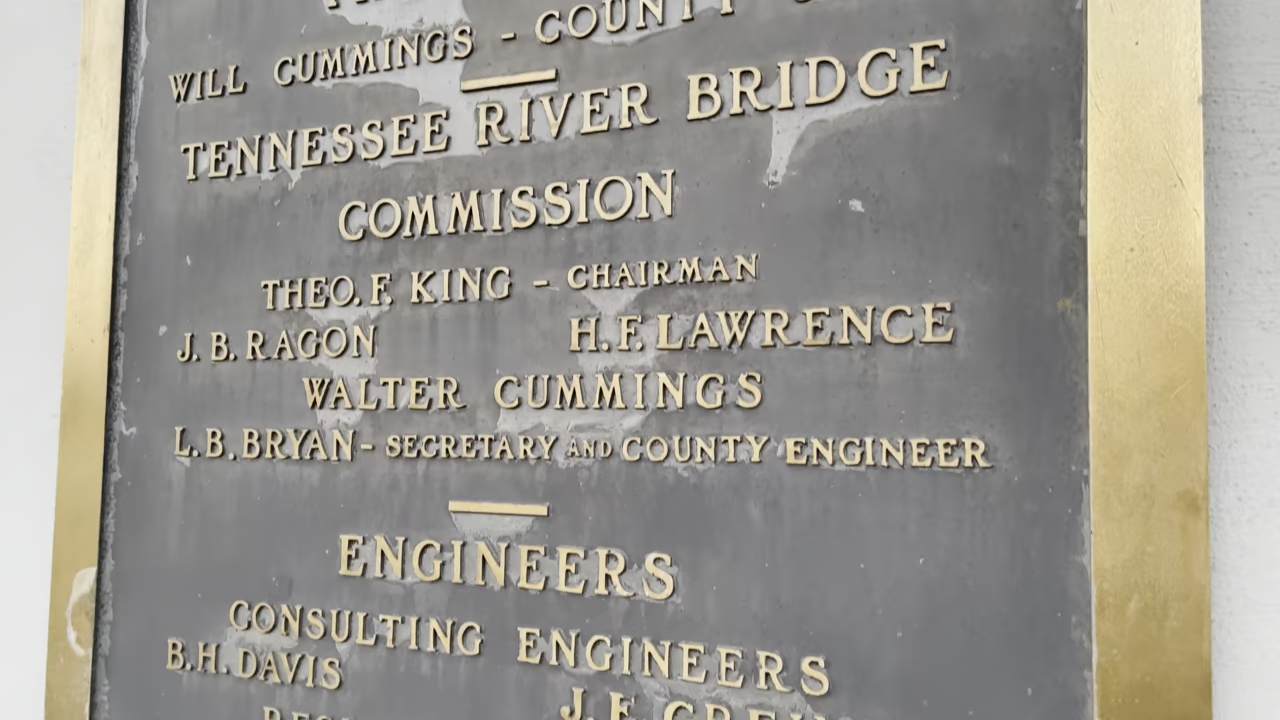 WILL CUMMINGS - COUNTY
TENNESSEE RIVER BRIDGE
COMMISSION
THEO. F. KING - CHAIRMAN
J. B. RAGON H. F. LAWRENCE
WALTER CUMMINGS
L. B. BRYAN - SECRETARY AND COUNTY ENGINEER
ENGINEERS
CONSULTING ENGINEERS
B. H. DAVIS